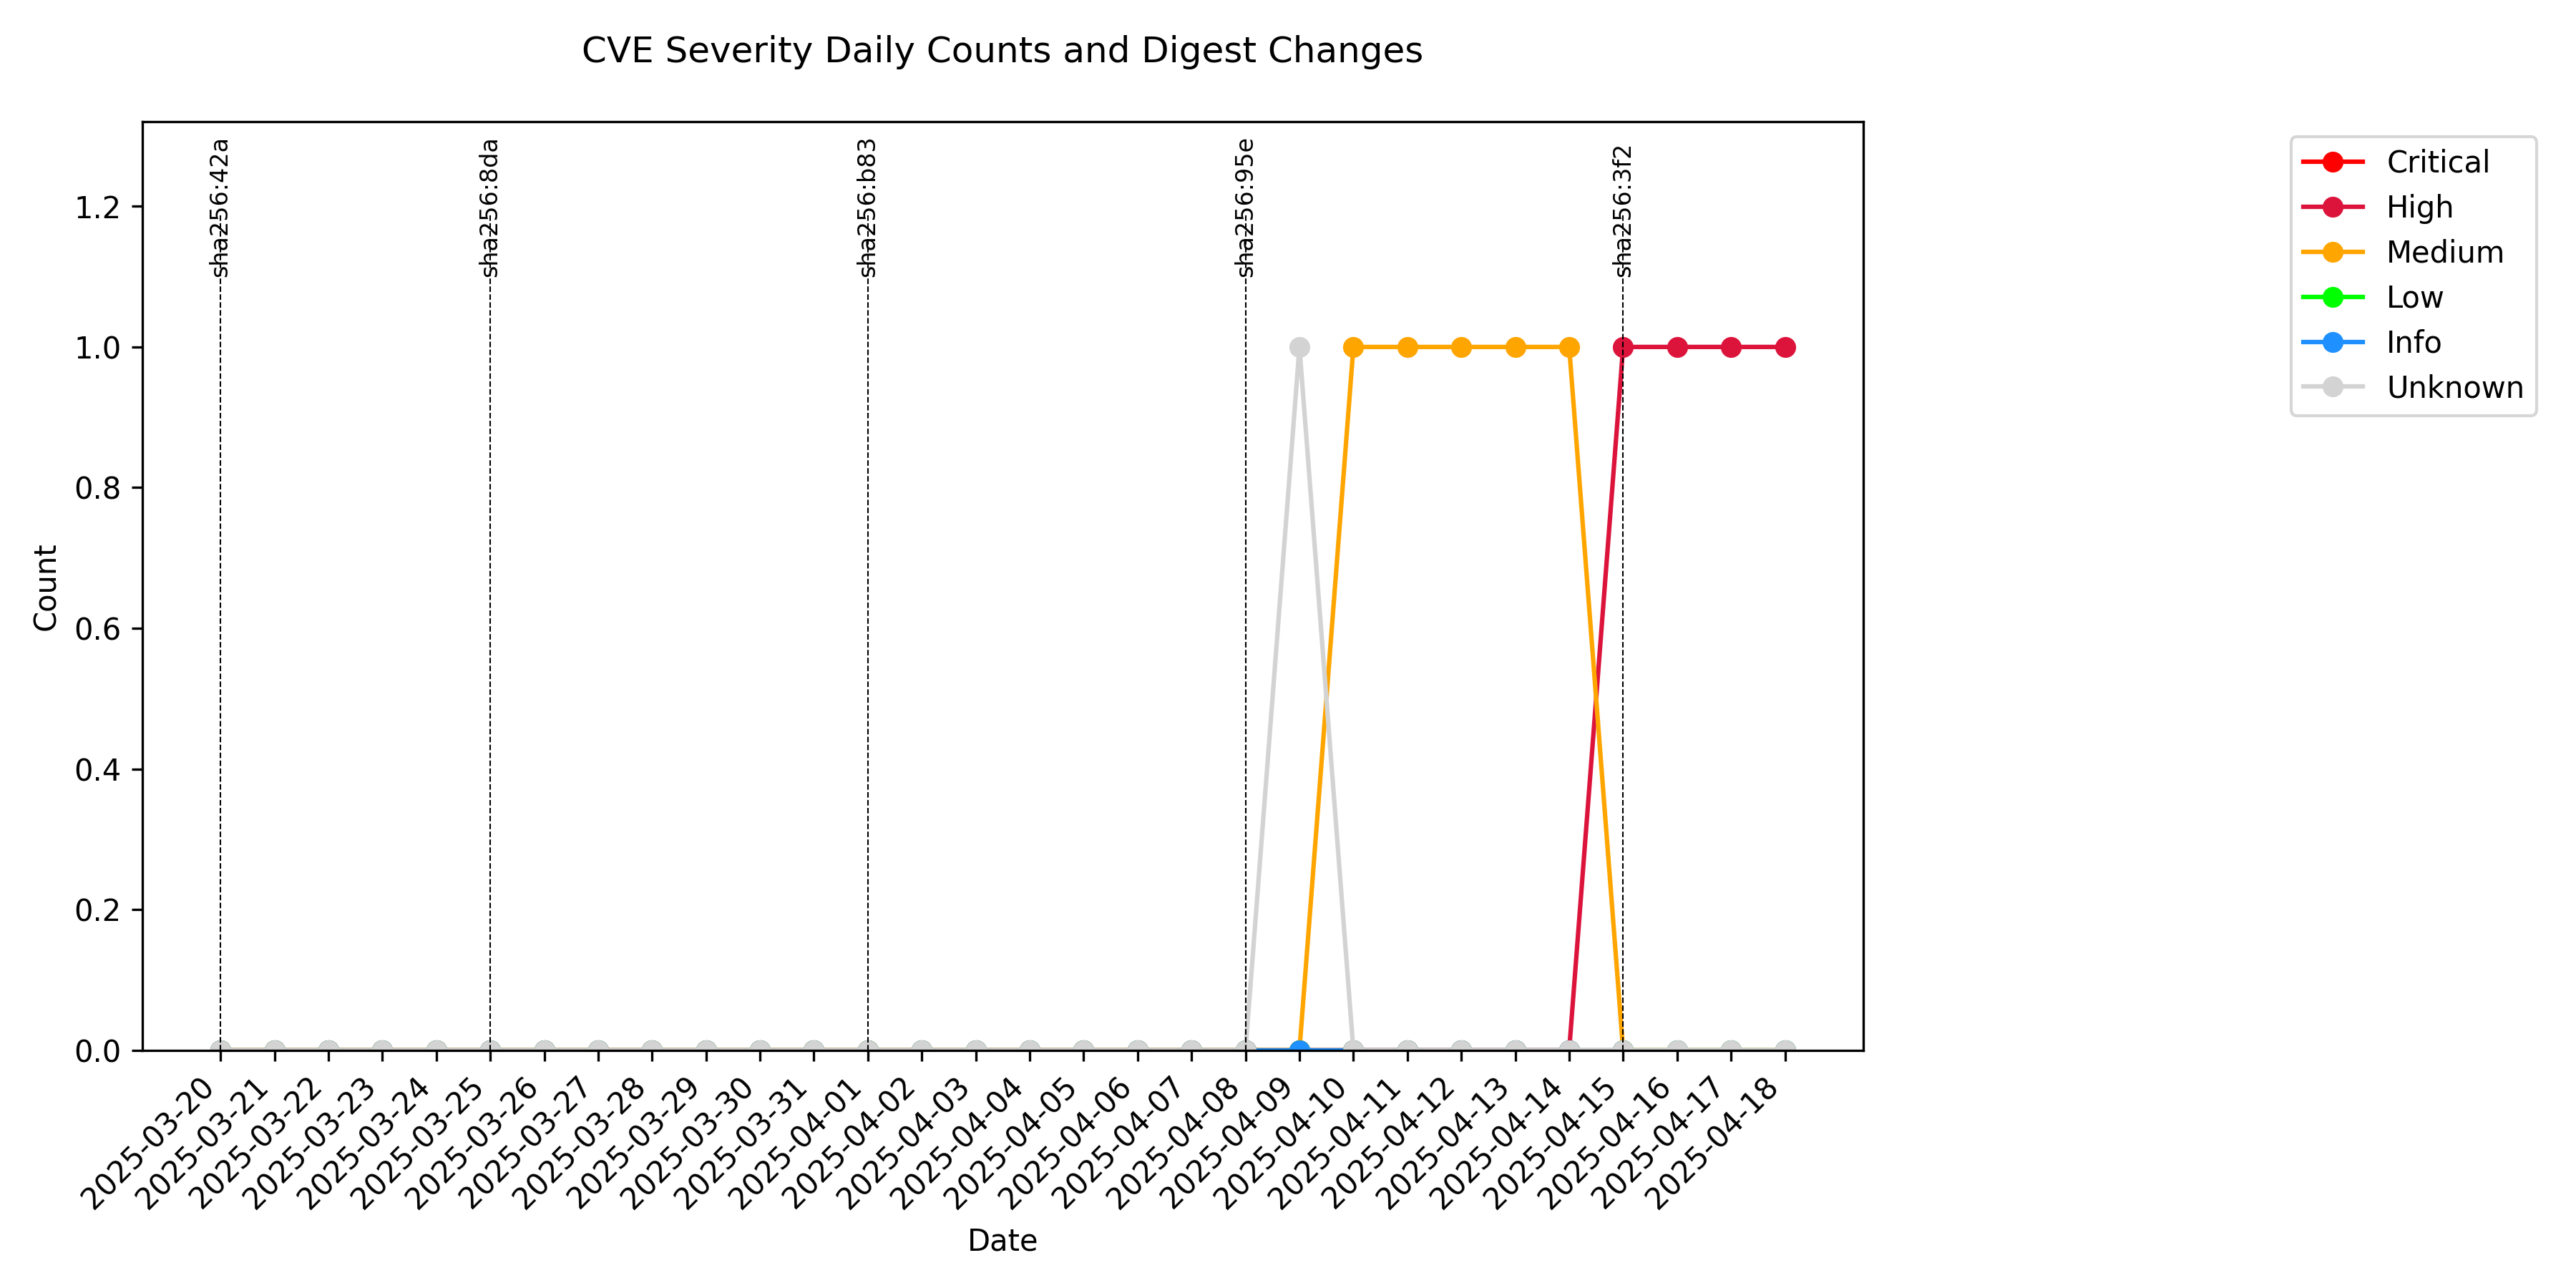 CVE Severity Daily Counts and Digest Changes
sha256:42a
sha256:8da
sha256:b83
sha256:95e
sha256:3f2
Critical
High
Medium
Low
Info
Unknown
1.2
1.0
0.8
0.6
0.4
0.2
0.0
Count
2025-03-20
2025-03-21
2025-03-22
2025-03-23
2025-03-24
2025-03-25
2025-03-26
2025-03-27
2025-03-28
2025-03-29
2025-03-30
2025-03-31
2025-04-01
2025-04-02
2025-04-03
2025-04-04
2025-04-05
2025-04-06
2025-04-07
2025-04-08
2025-04-09
2025-04-10
2025-04-11
2025-04-12
2025-04-13
2025-04-14
2025-04-15
2025-04-16
2025-04-17
2025-04-18
Date